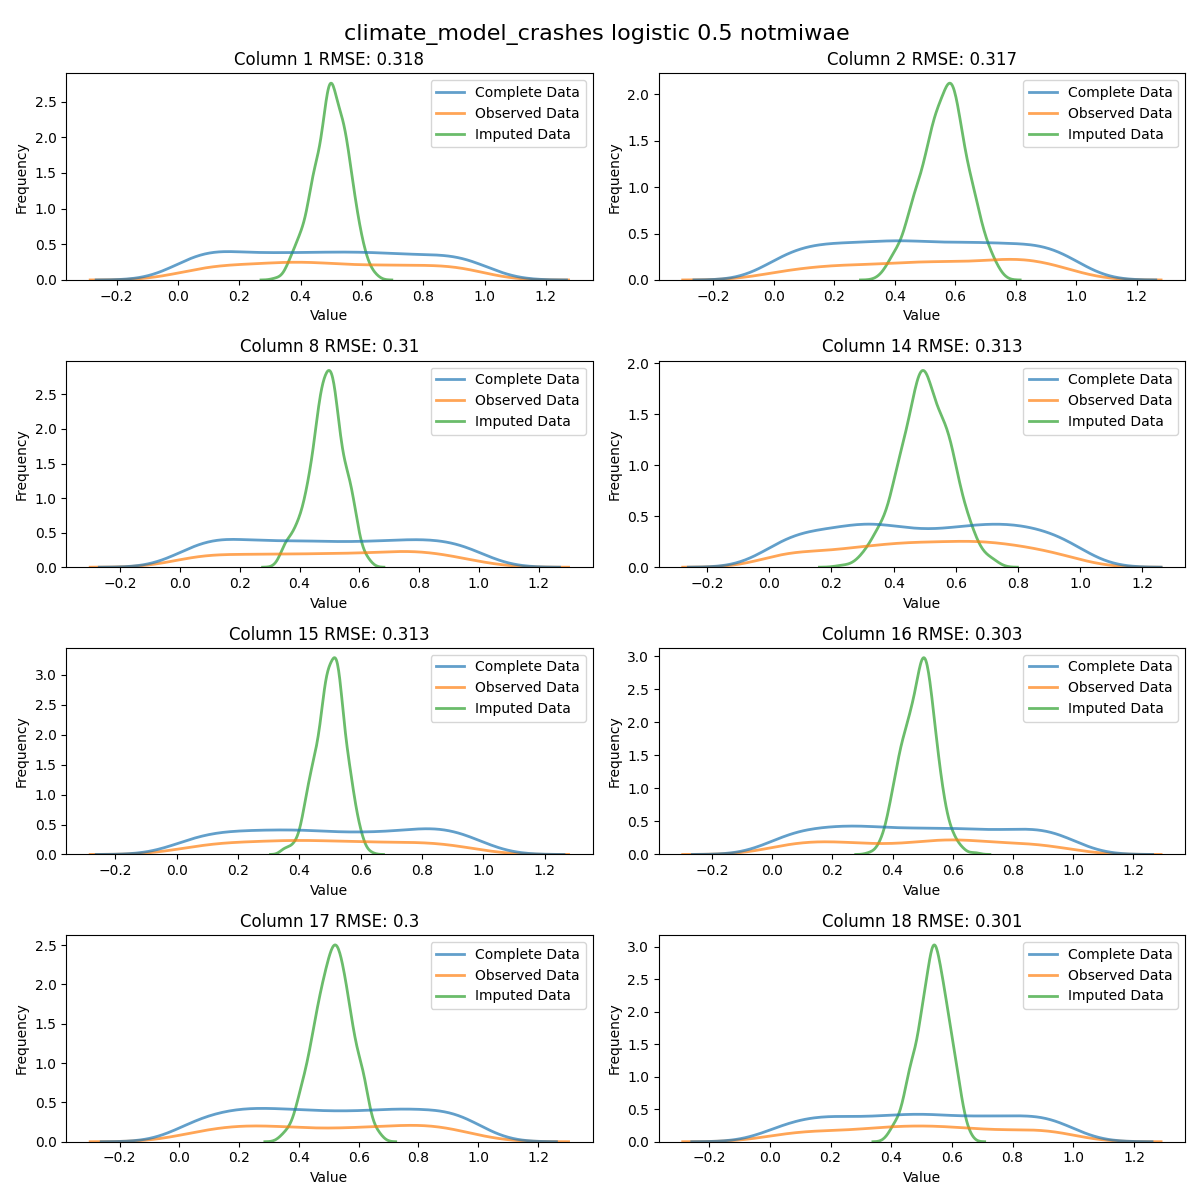 climate_model_crashes logistic 0.5 notmiwae
Column 1 RMSE: 0.318
Frequency
2.5
2.0
1.5
1.0
0.5
0.0
Complete Data
Observed Data
Imputed Data
−0.2 0.0 0.2 0.4 0.6 0.8 1.0 1.2
Value
Column 2 RMSE: 0.317
Frequency
2.0
1.5
1.0
0.5
0.0
Complete Data
Observed Data
Imputed Data
−0.2 0.0 0.2 0.4 0.6 0.8 1.0 1.2
Value
Column 8 RMSE: 0.31
Frequency
2.5
2.0
1.5
1.0
0.5
0.0
Complete Data
Observed Data
Imputed Data
−0.2 0.0 0.2 0.4 0.6 0.8 1.0 1.2
Value
Column 14 RMSE: 0.313
Frequency
2.0
1.5
1.0
0.5
0.0
Complete Data
Observed Data
Imputed Data
−0.2 0.0 0.2 0.4 0.6 0.8 1.0 1.2
Value
Column 15 RMSE: 0.313
Frequency
3.0
2.5
2.0
1.5
1.0
0.5
0.0
Complete Data
Observed Data
Imputed Data
−0.2 0.0 0.2 0.4 0.6 0.8 1.0 1.2
Value
Column 16 RMSE: 0.303
Frequency
3.0
2.5
2.0
1.5
1.0
0.5
0.0
Complete Data
Observed Data
Imputed Data
−0.2 0.0 0.2 0.4 0.6 0.8 1.0 1.2
Value
Column 17 RMSE: 0.3
Frequency
2.5
2.0
1.5
1.0
0.5
0.0
Complete Data
Observed Data
Imputed Data
−0.2 0.0 0.2 0.4 0.6 0.8 1.0 1.2
Value
Column 18 RMSE: 0.301
Frequency
3.0
2.5
2.0
1.5
1.0
0.5
0.0
Complete Data
Observed Data
Imputed Data
−0.2 0.0 0.2 0.4 0.6 0.8 1.0 1.2
Value